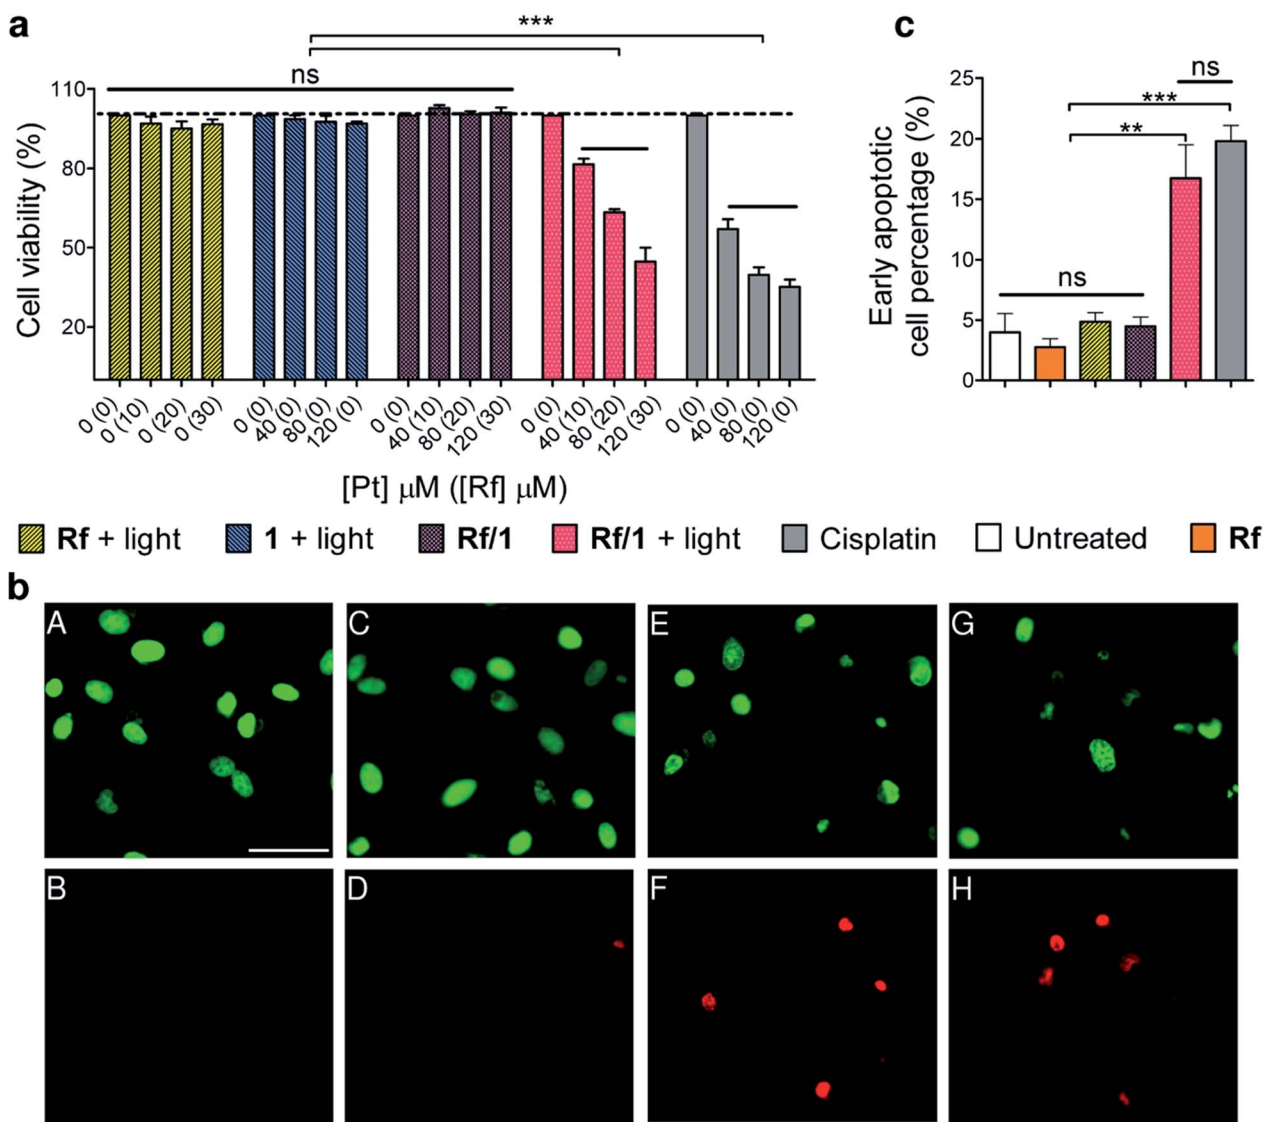 a
***
ns
110
80
50
20
Cell viability (%)
0 (0)
0 (10)
0 (20)
0 (30)
0 (0)
40 (0)
80 (0)
120 (0)
0 (0)
40 (10)
80 (20)
120 (30)
0 (0)
40 (10)
80 (20)
120 (30)
0 (0)
40 (0)
80 (0)
120 (0)
[Pt] μM ([Rf] μM)
c
ns
***
**
ns
25
20
15
10
5
0
Early apoptotic
cell percentage (%)
Rf + light 1 + light Rf/1 Rf/1 + light Cisplatin Untreated Rf
b
A C E G
B D F H